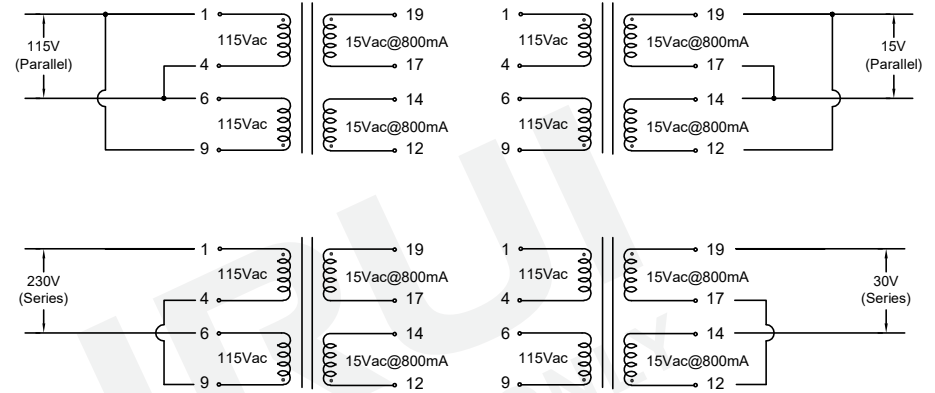 1 19 1 19
115V 115Vac 15Vac@800mA 115Vac 15Vac@800mA 15V
(Parallel) 4 17 4 17 (Parallel)
6 14 6 14
115Vac 15Vac@800mA 115Vac 15Vac@800mA
9 12 9 12
1 19 1 19
230V 115Vac 15Vac@800mA 115Vac 15Vac@800mA 30V
(Series) 4 17 4 17 (Series)
6 14 6 14
115Vac 15Vac@800mA 115Vac 15Vac@800mA
9 12 9 12